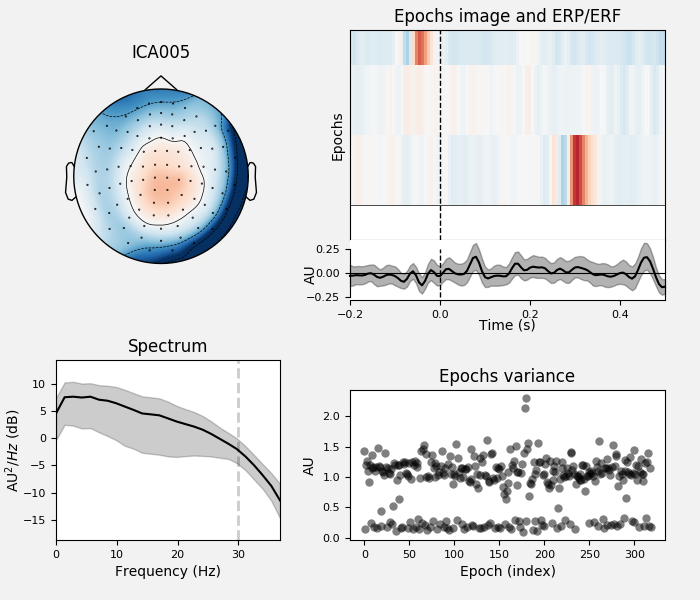 ICA005
Epochs image and ERP/ERF
Epochs
0.25
0.00
−0.25
AU
−0.2
0.0
0.2
0.4
Time (s)
Spectrum
10
5
0
−5
−10
−15
AU²/Hz (dB)
0
10
20
30
Frequency (Hz)
Epochs variance
2.0
1.5
1.0
0.5
0.0
AU
0
50
100
150
200
250
300
Epoch (index)